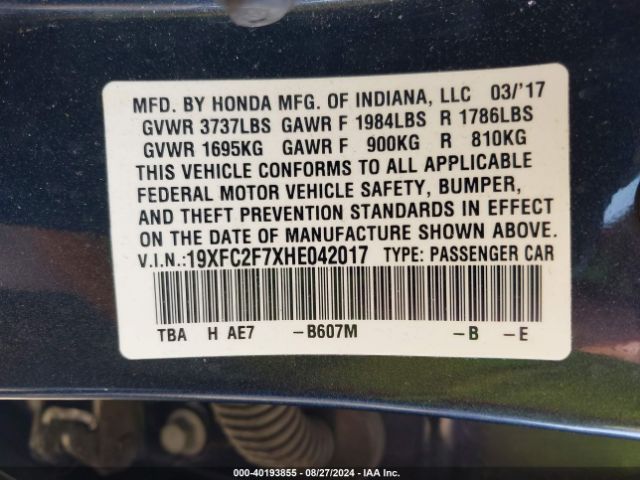 MFD. BY HONDA MFG. OF INDIANA, LLC 03/'17
GVWR 3737LBS GAWR F 1984LBS R 1786LBS
GVWR 1695KG GAWR F 900KG R 810KG
THIS VEHICLE CONFORMS TO ALL APPLICABLE
FEDERAL MOTOR VEHICLE SAFETY, BUMPER,
AND THEFT PREVENTION STANDARDS IN EFFECT
ON THE DATE OF MANUFACTURE SHOWN ABOVE.
V.I.N.:19XFC2F7XHE042017 TYPE: PASSENGER CAR
TBA H AE7 -B607M -B -E
000-40193855 - 08/27/2024 - IAA Inc.